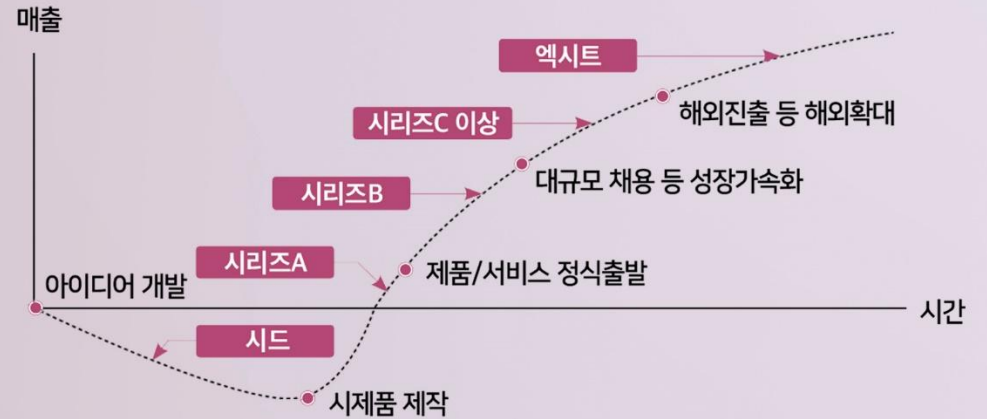 매출
엑시트
해외진출 등 해외확대
시리즈C 이상
대규모 채용 등 성장가속화
시리즈B
시리즈A
제품/서비스 정식출발
아이디어 개발
시간
시드
시제품 제작